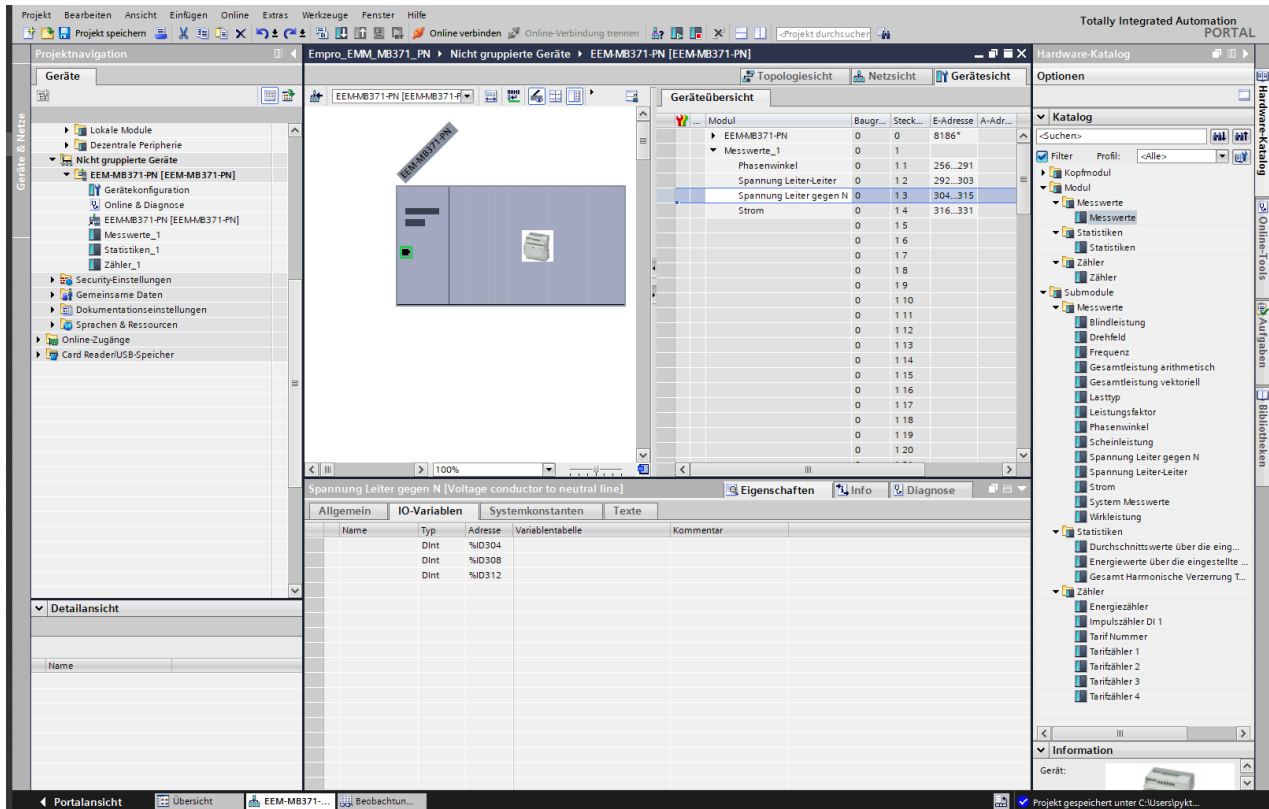 Projekt Bearbeiten Ansicht Einfügen Online Extras Werkzeuge Fenster Hilfe
Projekt speichern Online verbinden Online-Verbindung trennen <Projekt durchsuchen
Totally Integrated Automation
PORTAL
Projektnavigation
Geräte
Geräte & Netze
Lokale Module
Dezentrale Peripherie
Nicht gruppierte Geräte
EEM-MB371-PN [EEM-MB371-PN]
Gerätekonfiguration
Online & Diagnose
EEM-MB371-PN [EEM-MB371-PN]
Messwerte_1
Statistiken_1
Zähler_1
Security-Einstellungen
Gemeinsame Daten
Dokumentationseinstellungen
Sprachen & Ressourcen
Online-Zugänge
Card Reader/USB-Speicher
Detailansicht
Name
Empro_EMM_MB371_PN Nicht gruppierte Geräte EEM-MB371-PN [EEM-MB371-PN]
Topologiesicht Netzsicht Gerätesicht
EEM-MB371-PN [EEM-MB371-P
EEM-MB371-PN
100%
Geräteübersicht
... Modul Baugr... Steck... E-Adresse A-Adr...
EEM-MB371-PN 0 0 8186*
Messwerte_1 0 1
Phasenwinkel 0 1 1 256...291
Spannung Leiter-Leiter 0 1 2 292...303
Spannung Leiter gegen N 0 1 3 304...315
Strom 0 1 4 316...331
0 1 5
0 1 6
0 1 7
0 1 8
0 1 9
0 1 10
0 1 11
0 1 12
0 1 13
0 1 14
0 1 15
0 1 16
0 1 17
0 1 18
0 1 19
0 1 20
Spannung Leiter gegen N [Voltage conductor to neutral line]
Eigenschaften Info Diagnose
Allgemein IO-Variablen Systemkonstanten Texte
Name Typ Adresse Variablentabelle Kommentar
DInt %ID304
DInt %ID308
DInt %ID312
Hardware-Katalog
Optionen
Katalog
<Suchen>
Filter Profil: <Alle>
Kopfmodul
Modul
Messwerte
Messwerte
Statistiken
Statistiken
Zähler
Zähler
Submodule
Messwerte
Blindleistung
Drehfeld
Frequenz
Gesamtleistung arithmetisch
Gesamtleistung vektoriell
Lasttyp
Leistungsfaktor
Phasenwinkel
Scheinleistung
Spannung Leiter gegen N
Spannung Leiter-Leiter
Strom
System Messwerte
Wirkleistung
Statistiken
Durchschnittswerte über die eing...
Energiewerte über die eingestellte ...
Gesamt Harmonische Verzerrung T...
Zähler
Energiezähler
Impulszähler DI 1
Tarif Nummer
Tarifzähler 1
Tarifzähler 2
Tarifzähler 3
Tarifzähler 4
Information
Gerät:
Hardware-Katalog
Online-Tools
Aufgaben
Bibliotheken
Portalansicht Übersicht EEM-MB371-... Beobachtun... Projekt gespeichert unter C:\Users\pykt...